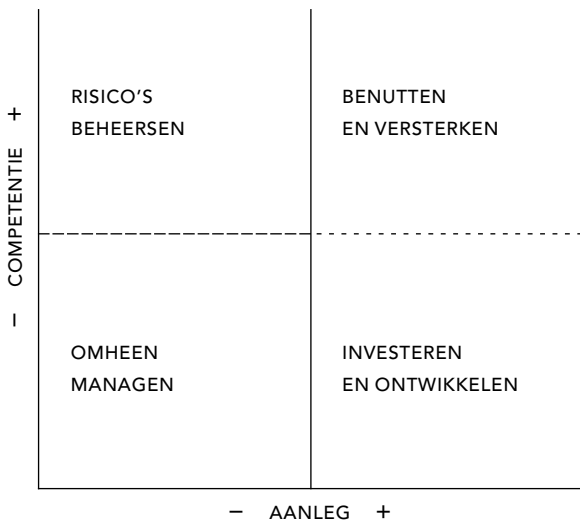 RISICO'S
BEHEERSEN
BENUTTEN
EN VERSTERKEN
− COMPETENTIE +
OMHEEN
MANAGEN
INVESTEREN
EN ONTWIKKELEN
− AANLEG +